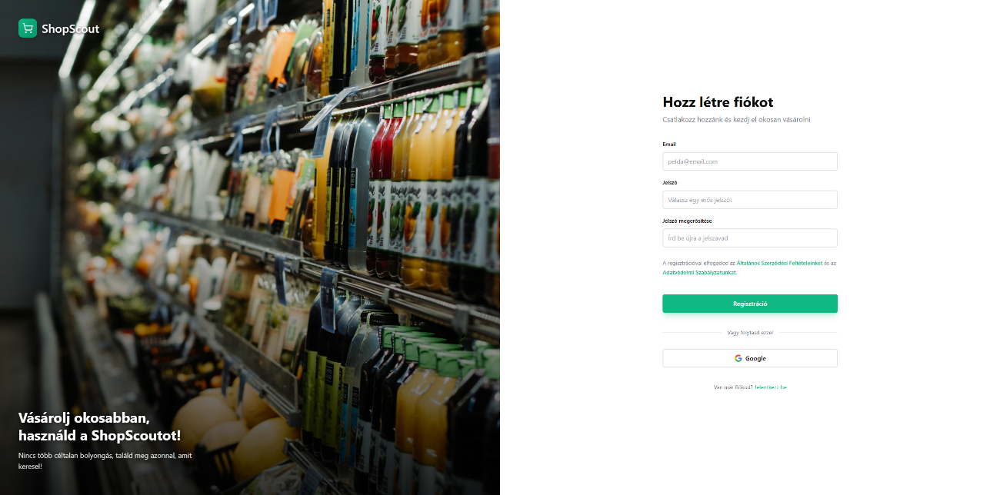 ShopScout
Vásárolj okosabban,
használd a ShopScoutot!
Nincs több céltalan bolyongás, találd meg azonnal, amit
keresel!
Hozz létre fiókot
Csatlakozz hozzánk és kezdj el okosan vásárolni
Email
pelda@email.com
Jelszó
Válassz egy erős jelszót
Jelszó megerősítése
Írd be újra a jelszavad
A regisztrációval elfogadod az Általános Szerződési Feltételeinket és az
Adatvédelmi Szabályzatunkat.
Regisztráció
Vagy folytasd ezzel
Google
Van már fiókod? Jelentkezz be